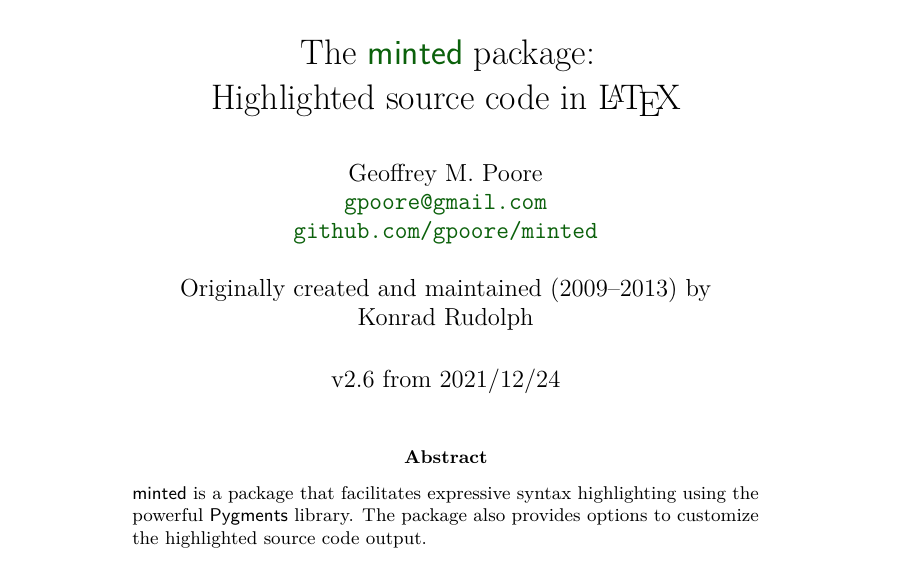 The minted package:
Highlighted source code in LATEX
Geoffrey M. Poore
gpoore@gmail.com
github.com/gpoore/minted
Originally created and maintained (2009–2013) by
Konrad Rudolph
v2.6 from 2021/12/24
Abstract
minted is a package that facilitates expressive syntax highlighting using the
powerful Pygments library. The package also provides options to customize
the highlighted source code output.